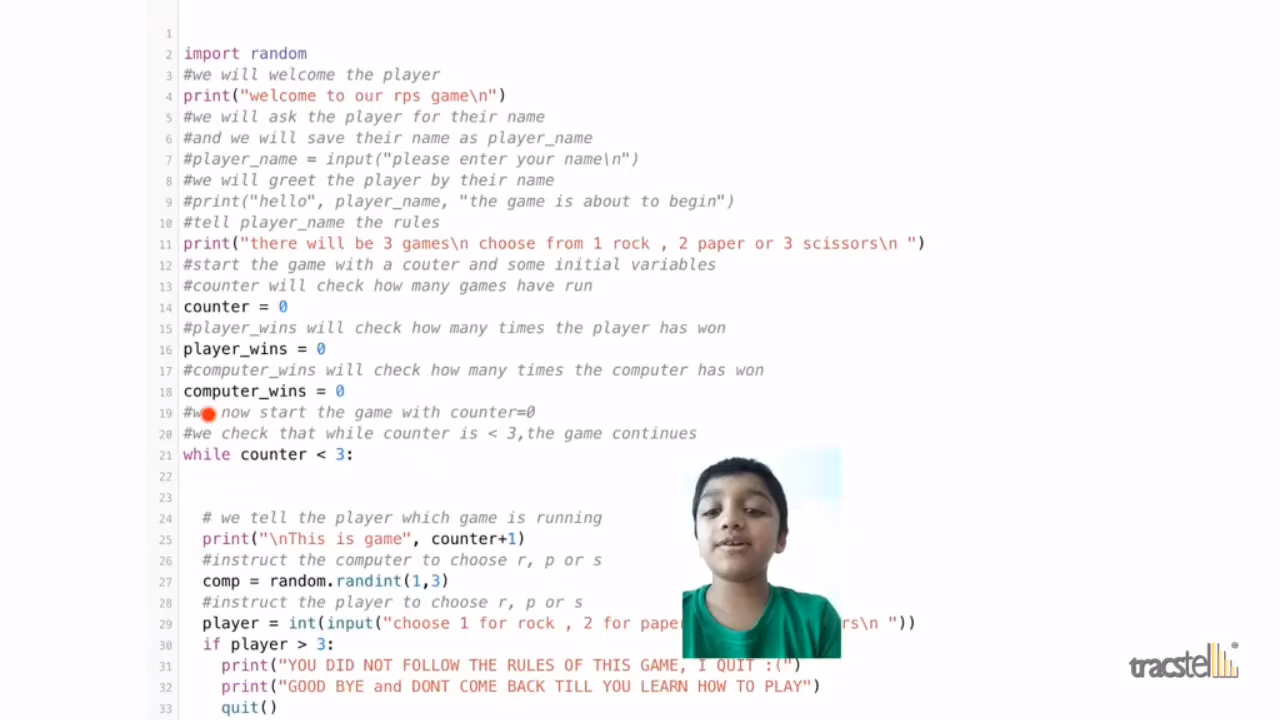 1
2 import random
3 #we will welcome the player
4 print("welcome to our rps game\n")
5 #we will ask the player for their name
6 #and we will save their name as player_name
7 #player_name = input("please enter your name\n")
8 #we will greet the player by their name
9 #print("hello", player_name, "the game is about to begin")
10 #tell player_name the rules
11 print("there will be 3 games\n choose from 1 rock , 2 paper or 3 scissors\n ")
12 #start the game with a couter and some initial variables
13 #counter will check how many games have run
14 counter = 0
15 #player_wins will check how many times the player has won
16 player_wins = 0
17 #computer_wins will check how many times the computer has won
18 computer_wins = 0
19 #w now start the game with counter=0
20 #we check that while counter is < 3,the game continues
21 while counter < 3:
22
23
24 # we tell the player which game is running
25 print("\nThis is game", counter+1)
26 #instruct the computer to choose r, p or s
27 comp = random.randint(1,3)
28 #instruct the player to choose r, p or s
29 player = int(input("choose 1 for rock , 2 for pape rs\n "))
30 if player > 3:
31 print("YOU DID NOT FOLLOW THE RULES OF THIS GAME, I QUIT :(")
32 print("GOOD BYE and DONT COME BACK TILL YOU LEARN HOW TO PLAY")
33 quit()
tracstell